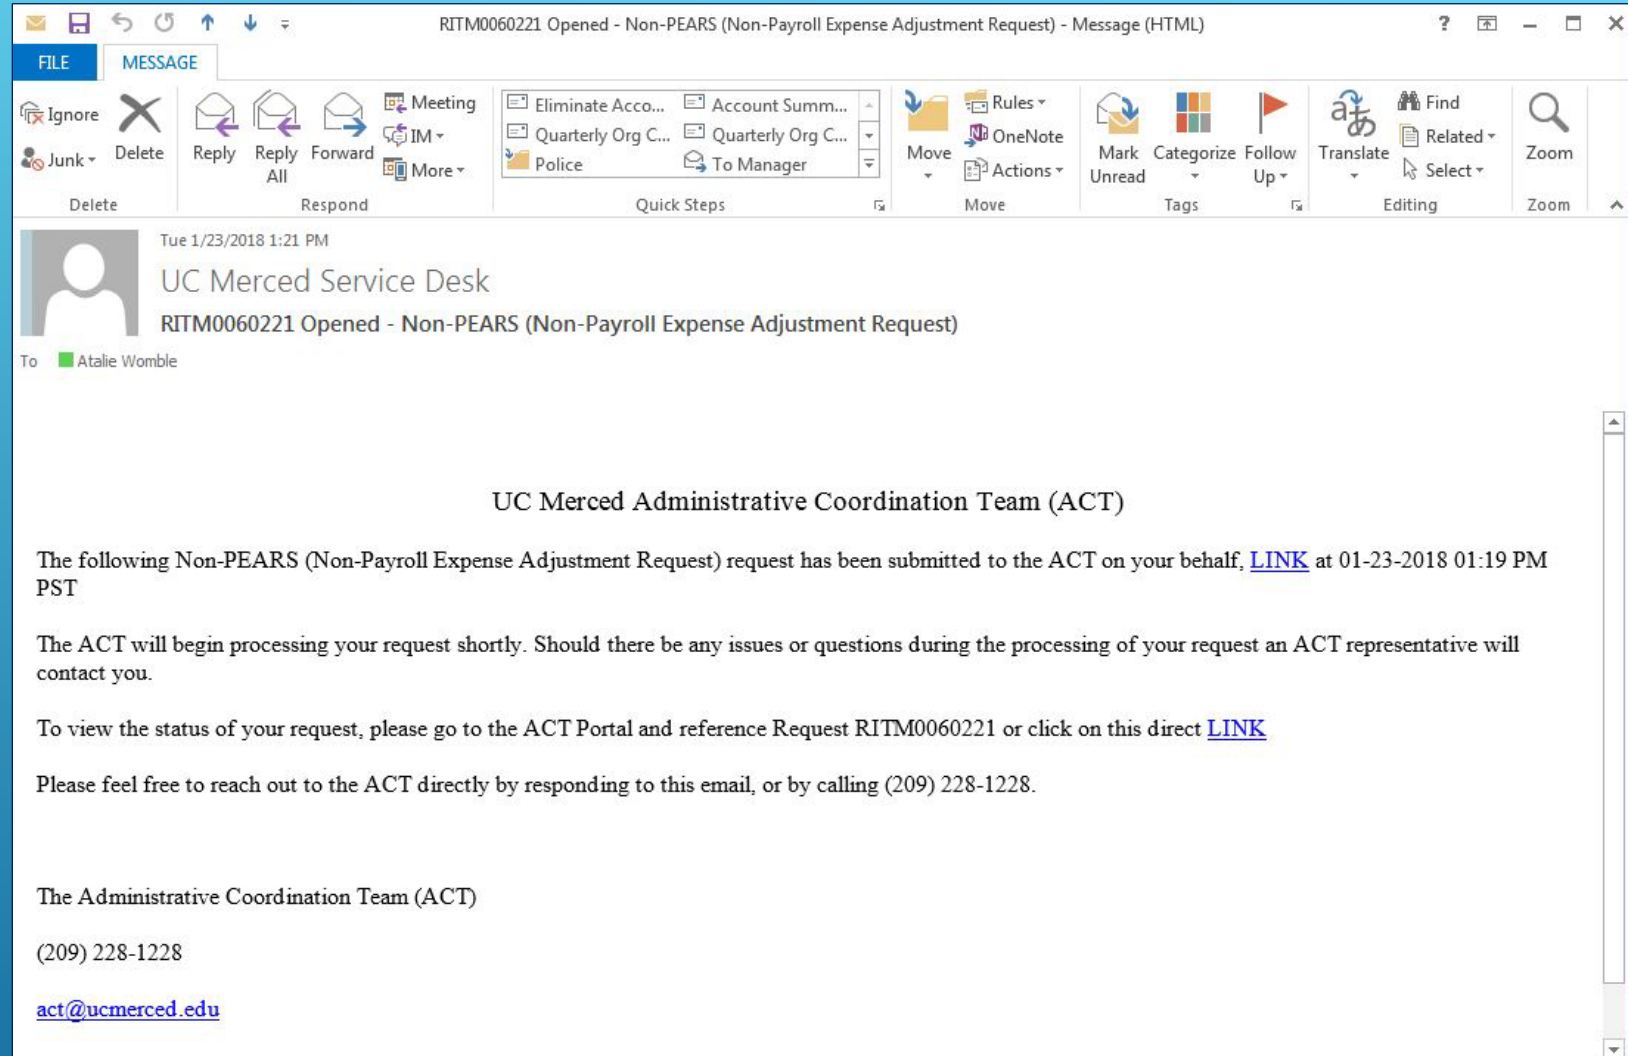 RITM0060221 Opened - Non-PEARS (Non-Payroll Expense Adjustment Request) - Message (HTML)
FILE MESSAGE
Ignore
Junk
Delete
Reply
Reply All
Forward
Meeting
IM
More
Eliminate Acco...
Account Summ...
Quarterly Org C...
Quarterly Org C...
Police
To Manager
Move
Rules
OneNote
Actions
Mark Unread
Categorize
Follow Up
Translate
Find
Related
Select
Zoom
Delete Respond Quick Steps Move Tags Editing Zoom
Tue 1/23/2018 1:21 PM
UC Merced Service Desk
RITM0060221 Opened - Non-PEARS (Non-Payroll Expense Adjustment Request)
To Atalie Womble
UC Merced Administrative Coordination Team (ACT)
The following Non-PEARS (Non-Payroll Expense Adjustment Request) request has been submitted to the ACT on your behalf, LINK at 01-23-2018 01:19 PM
PST
The ACT will begin processing your request shortly. Should there be any issues or questions during the processing of your request an ACT representative will
contact you.
To view the status of your request, please go to the ACT Portal and reference Request RITM0060221 or click on this direct LINK
Please feel free to reach out to the ACT directly by responding to this email, or by calling (209) 228-1228.
The Administrative Coordination Team (ACT)
(209) 228-1228
act@ucmerced.edu